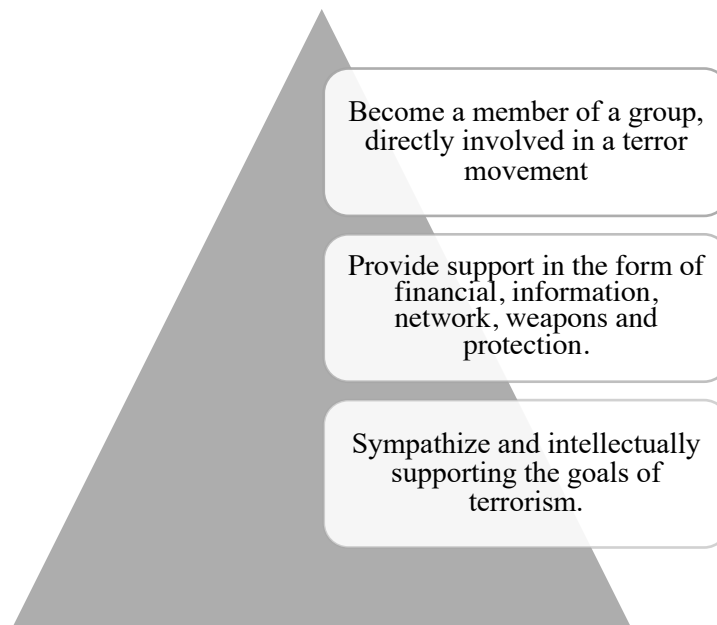 Become a member of a group,
directly involved in a terror
movement
Provide support in the form of
financial, information,
network, weapons and
protection.
Sympathize and intellectually
supporting the goals of
terrorism.